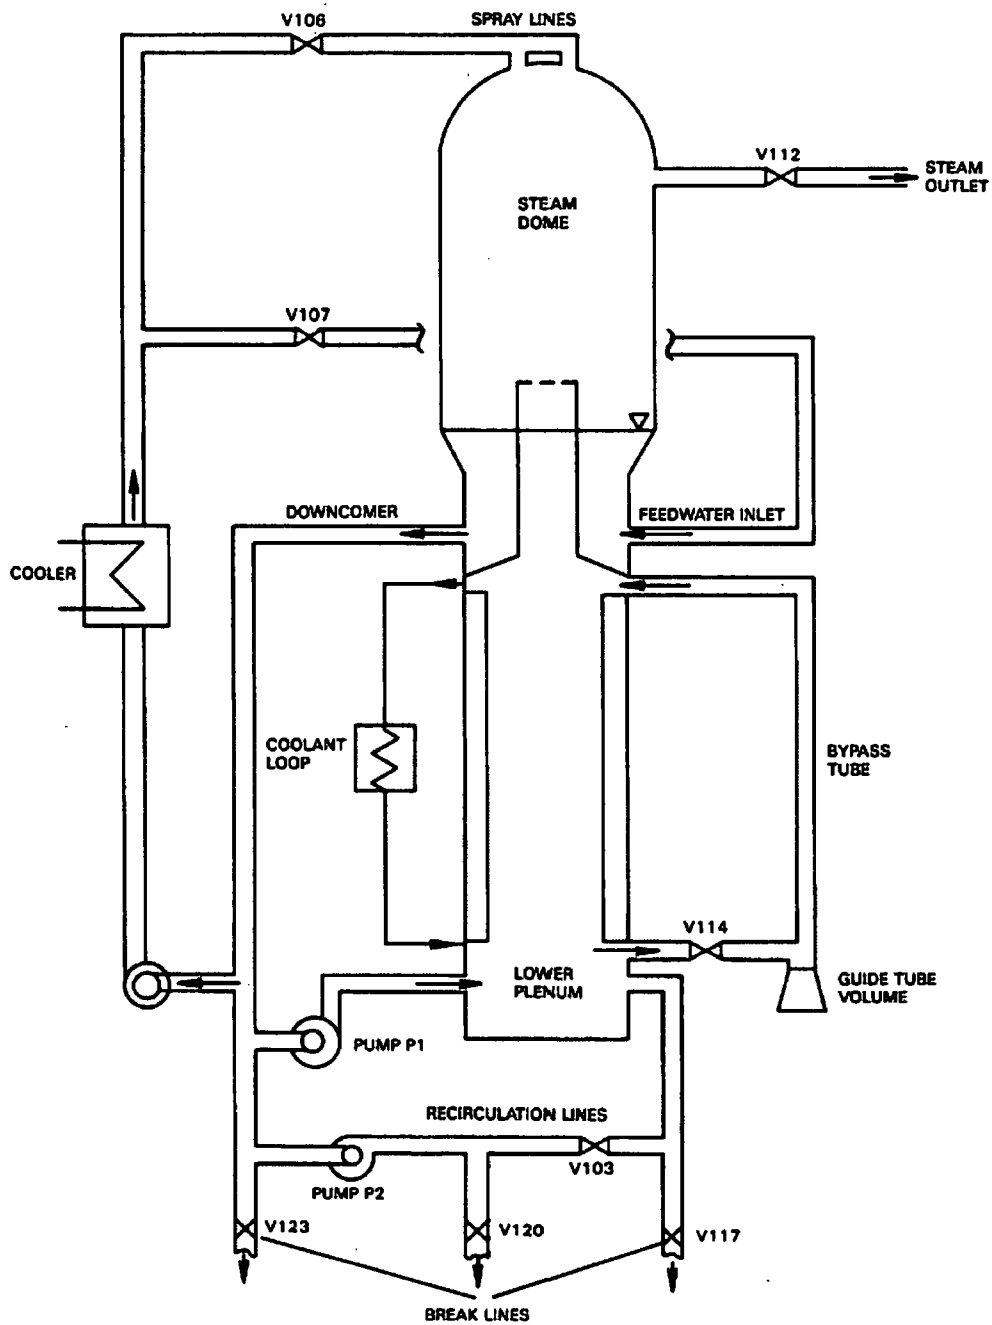 V106
SPRAY LINES
V112
STEAM
OUTLET
STEAM
DOME
V107
DOWNCOMER
FEEDWATER INLET
COOLER
COOLANT
LOOP
BYPASS
TUBE
V114
LOWER
PLENUM
GUIDE TUBE
VOLUME
PUMP P1
RECIRCULATION LINES
V103
PUMP P2
V123
V120
V117
BREAK LINES